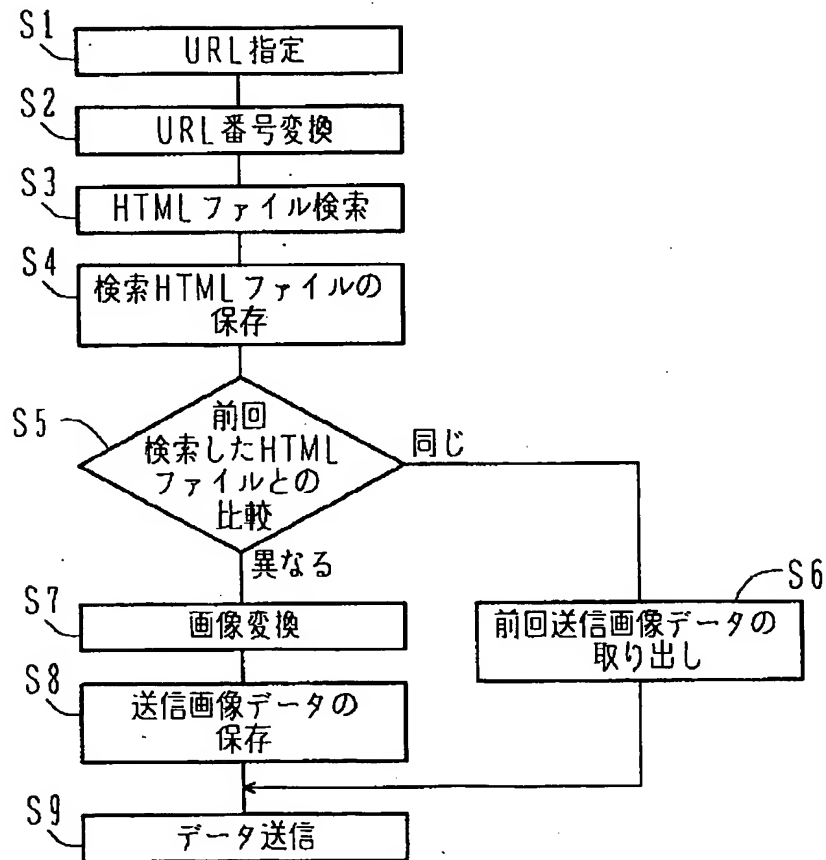 S1
URL指定
S2
URL番号変換
S3
HTMLファイル検索
S4
検索HTMLファイルの
保存
S5
前回
検索したHTML
ファイルとの
比較
同じ
異なる
S6
前回送信画像データの
取り出し
S7
画像変換
S8
送信画像データの
保存
S9
データ送信